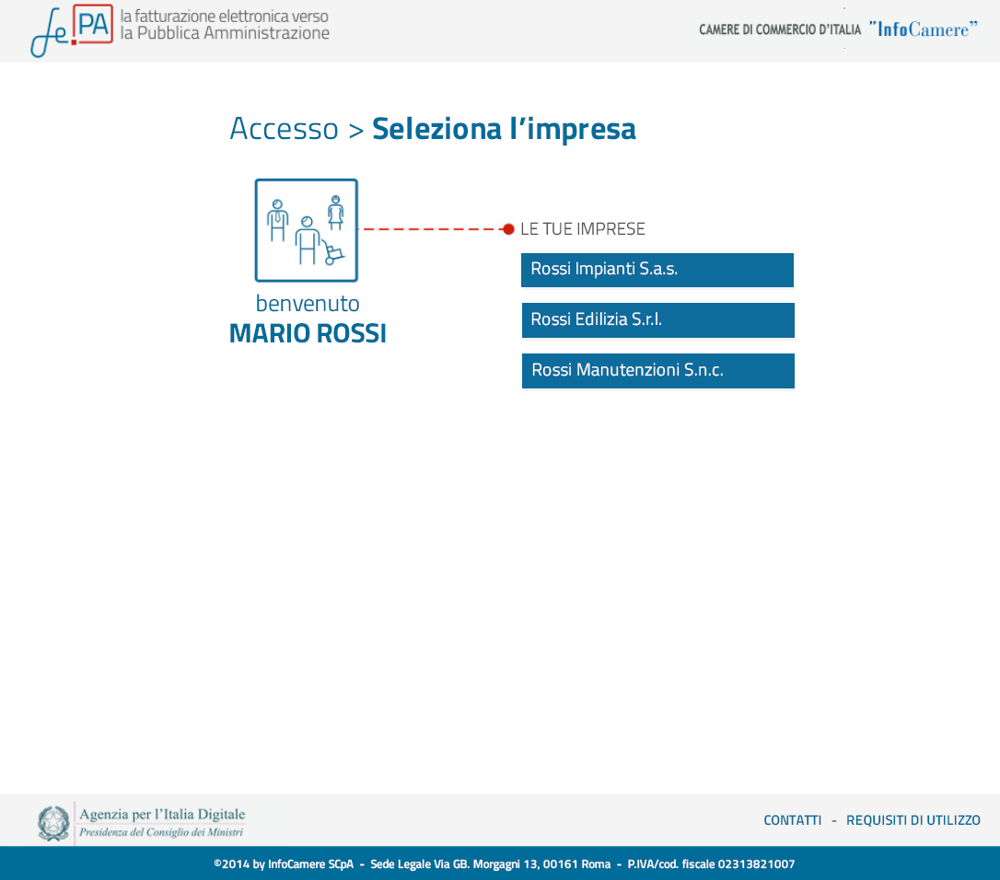 fe.PA
la fatturazione elettronica verso
la Pubblica Amministrazione
CAMERE DI COMMERCIO D'ITALIA
"InfoCamere"
Accesso > Seleziona l'impresa
LE TUE IMPRESE
Rossi Impianti S.a.s.
Rossi Edilizia S.r.l.
Rossi Manutenzioni S.n.c.
benvenuto
MARIO ROSSI
Agenzia per l'Italia Digitale
Presidenza del Consiglio dei Ministri
CONTATTI - REQUISITI DI UTILIZZO
©2014 by InfoCamere SCpA - Sede Legale Via GB. Morgagni 13, 00161 Roma - P.IVA/cod. fiscale 02313821007